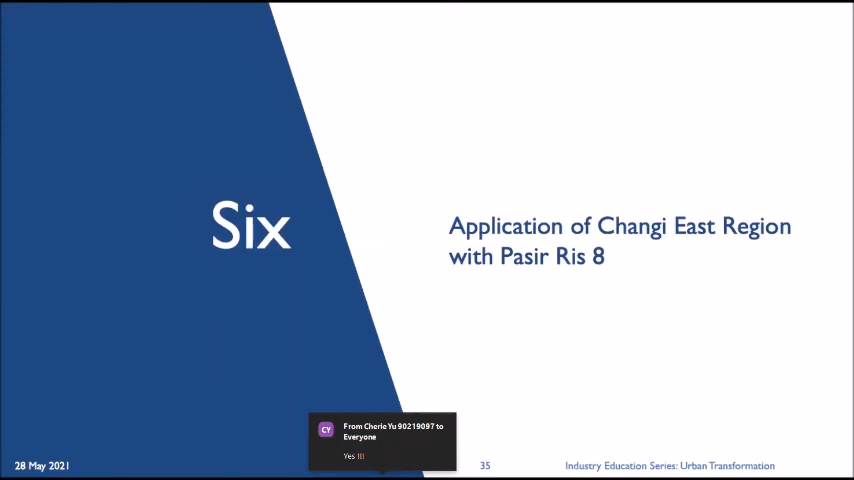 Six
Application of Changi East Region
with Pasir Ris 8
CY
From Cherie Yu 90219097 to
Everyone
Yes !!!
28 May 2021
35
Industry Education Series: Urban Transformation